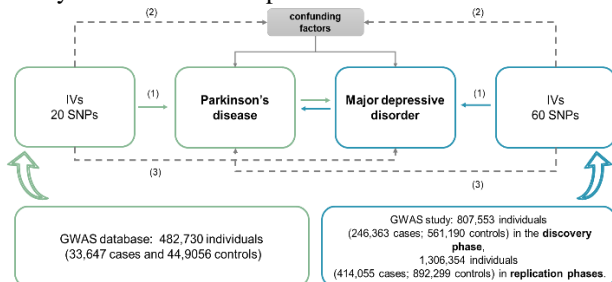 (2)
confunding
factors
(2)
IVs
20 SNPs
(1)
Parkinson's
disease
Major depressive
disorder
(1)
IVs
60 SNPs
(3)
(3)
GWAS database: 482,730 individuals
(33,647 cases and 44,9056 controls)
GWAS study: 807,553 individuals
(246,363 cases; 561,190 controls) in the discovery
phase,
1,306,354 individuals
(414,055 cases; 892,299 controls) in replication phases.